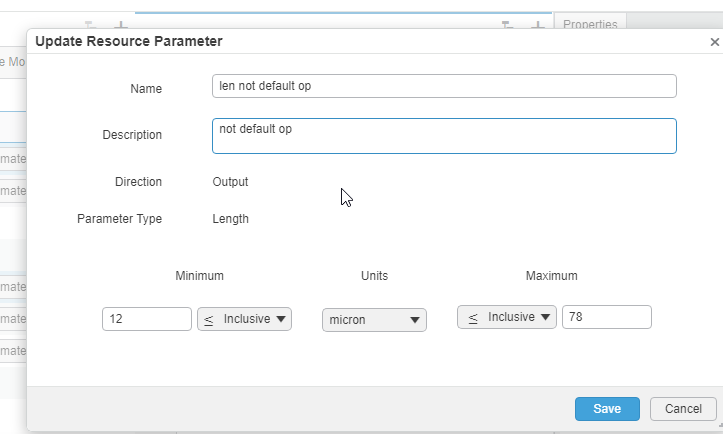 Properties
Update Resource Parameter
e Mo
Name
len not default op
Description
not default op
Direction
Output
mate
mate
Parameter Type
Length
Minimum
Units
Maximum
mate
12
≤ Inclusive
micron
≤ Inclusive
78
mate
mate
Save
Cancel